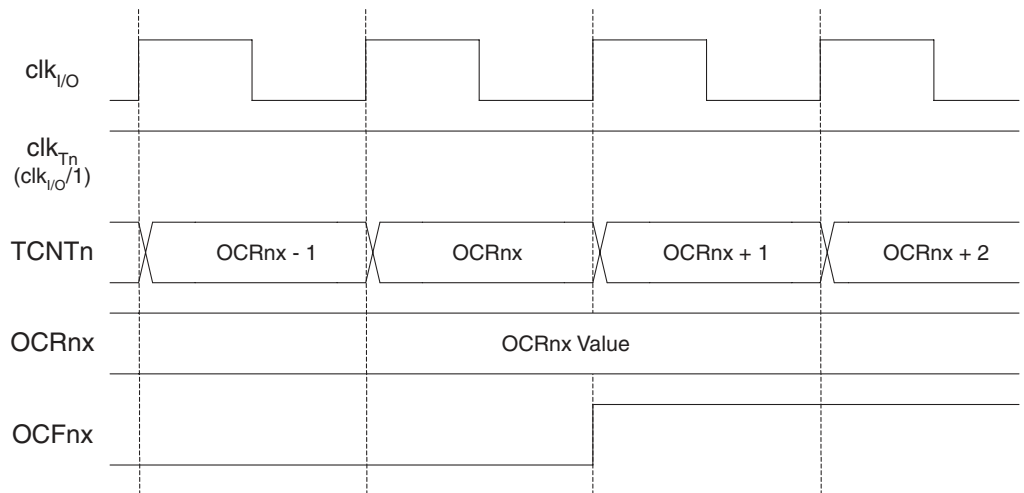 clkI/O
clkTn
(clkI/O/1)
TCNTn
OCRnx - 1
OCRnx
OCRnx + 1
OCRnx + 2
OCRnx
OCRnx Value
OCFnx